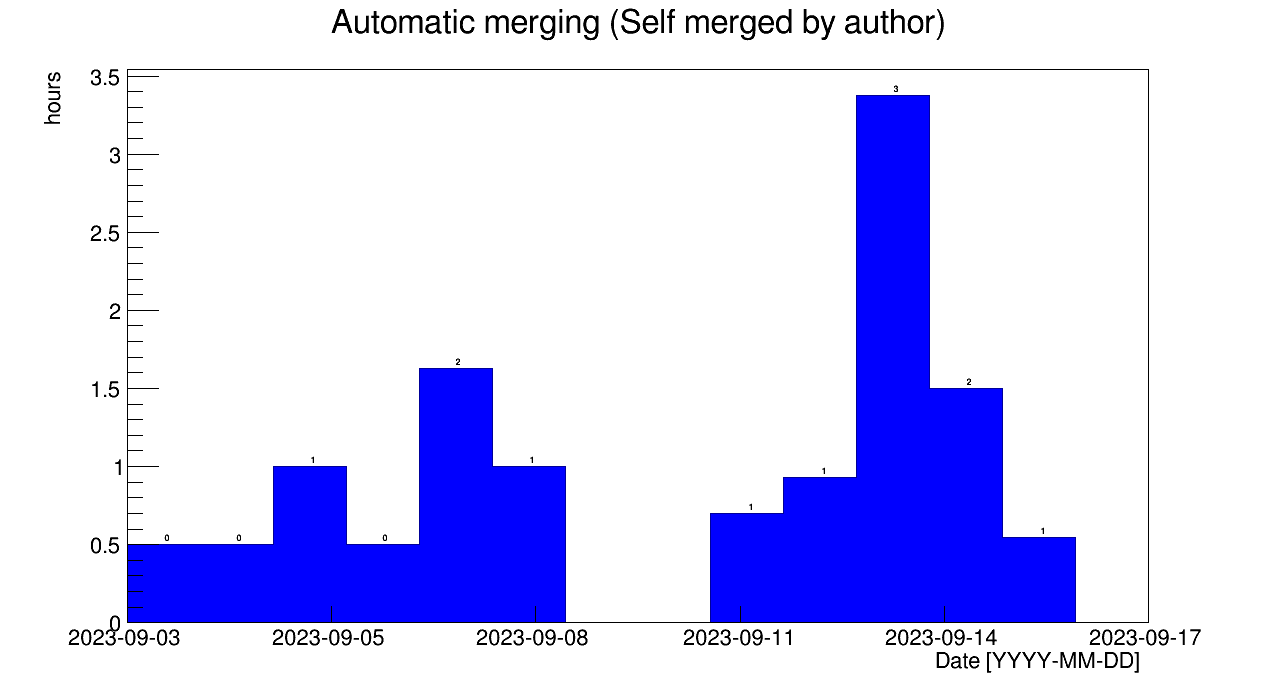 Automatic merging (Self merged by author)
hours
3.5
3
2.5
2
1.5
1
0.5
0
0 0 1 0 2 1 1 1 3 2 1
2023-09-03 2023-09-05 2023-09-08 2023-09-11 2023-09-14 2023-09-17
Date [YYYY-MM-DD]